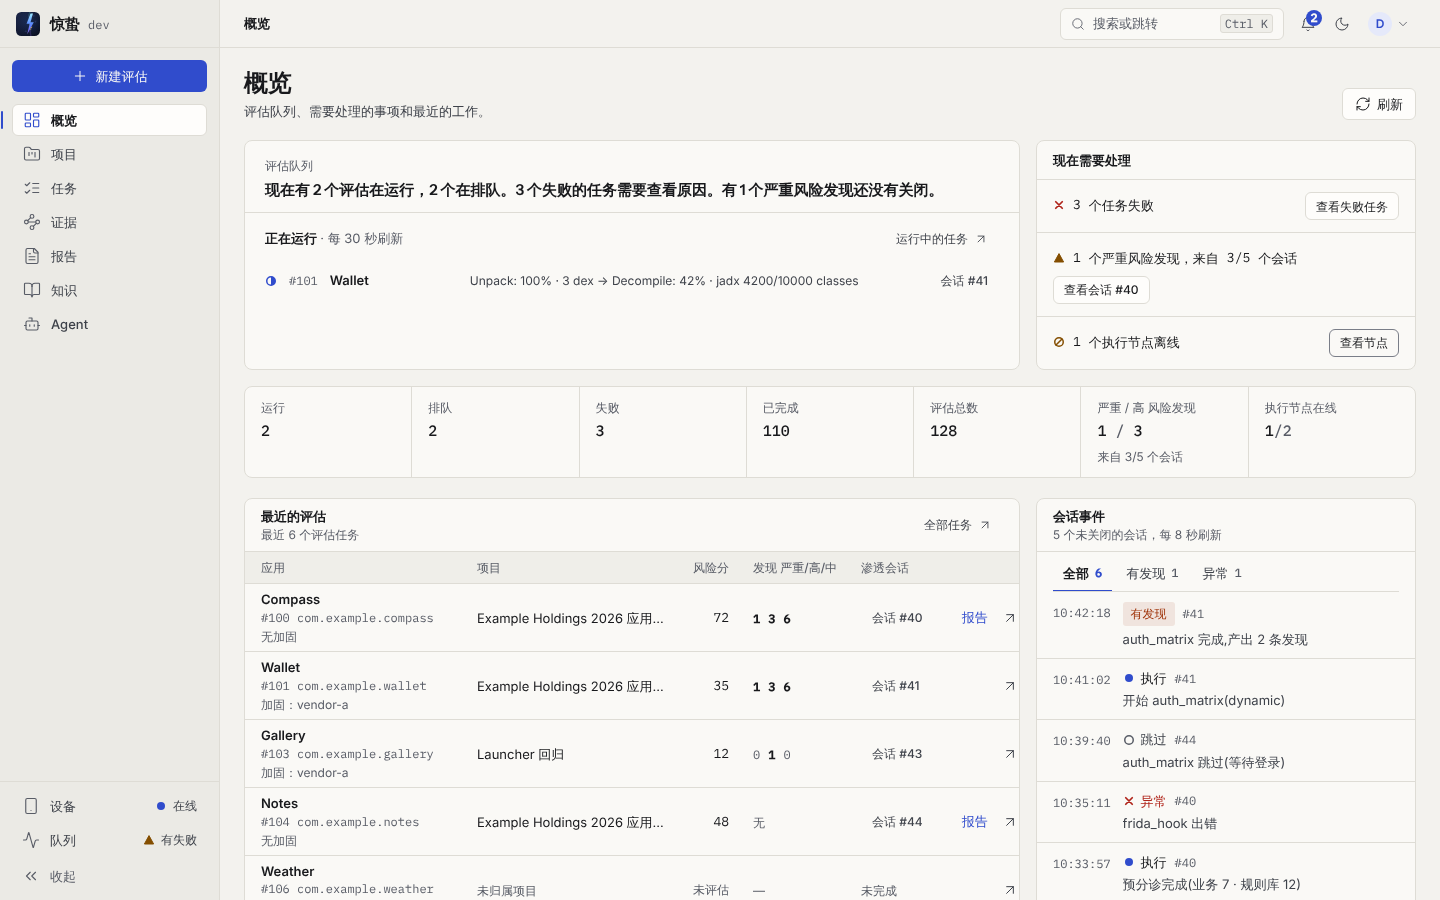 惊蛰 dev
新建评估
概览
项目
任务
证据
报告
知识
Agent
设备 在线
队列 有失败
收起
概览
搜索或跳转 Ctrl K
2
D
概览
评估队列、需要处理的事项和最近的工作。
刷新
评估队列
现在有 2 个评估在运行，2 个在排队。3 个失败的任务需要查看原因。有 1 个严重风险发现还没有关闭。
正在运行 · 每 30 秒刷新 运行中的任务
#101 Wallet Unpack: 100% · 3 dex → Decompile: 42% · jadx 4200/10000 classes 会话 #41
现在需要处理
3 个任务失败 查看失败任务
1 个严重风险发现，来自 3/5 个会话
查看会话 #40
1 个执行节点离线 查看节点
运行 排队 失败 已完成 评估总数 严重 / 高 风险发现 执行节点在线
2 2 3 110 128 1 / 3 1/2
来自 3/5 个会话
最近的评估
最近 6 个评估任务 全部任务
应用 项目 风险分 发现 严重/高/中 渗透会话
Compass
#100 com.example.compass Example Holdings 2026 应用... 72 1 3 6 会话 #40 报告
无加固
Wallet
#101 com.example.wallet Example Holdings 2026 应用... 35 1 3 6 会话 #41
加固：vendor-a
Gallery
#103 com.example.gallery Launcher 回归 12 0 1 0 会话 #43
加固：vendor-a
Notes
#104 com.example.notes Example Holdings 2026 应用... 48 无 会话 #44 报告
无加固
Weather
#106 com.example.weather 未归属项目 未评估 — 未完成
会话事件
5 个未关闭的会话，每 8 秒刷新
全部 6 有发现 1 异常 1
10:42:18 有发现 #41
auth_matrix 完成,产出 2 条发现
10:41:02 执行 #41
开始 auth_matrix(dynamic)
10:39:40 跳过 #44
auth_matrix 跳过(等待登录)
10:35:11 异常 #40
frida_hook 出错
10:33:57 执行 #40
预分诊完成(业务 7 · 规则库 12)